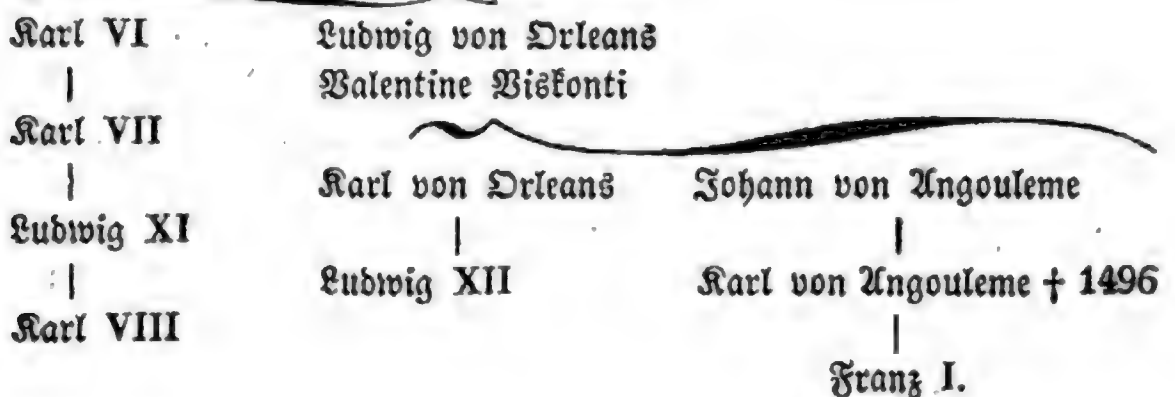 Karl VI Ludwig von Orleans
Valentine Viskonti
Karl VII
Karl von Orleans Johann von Angouleme
Ludwig XI
Ludwig XII Karl von Angouleme † 1496
Karl VIII
Franz I.